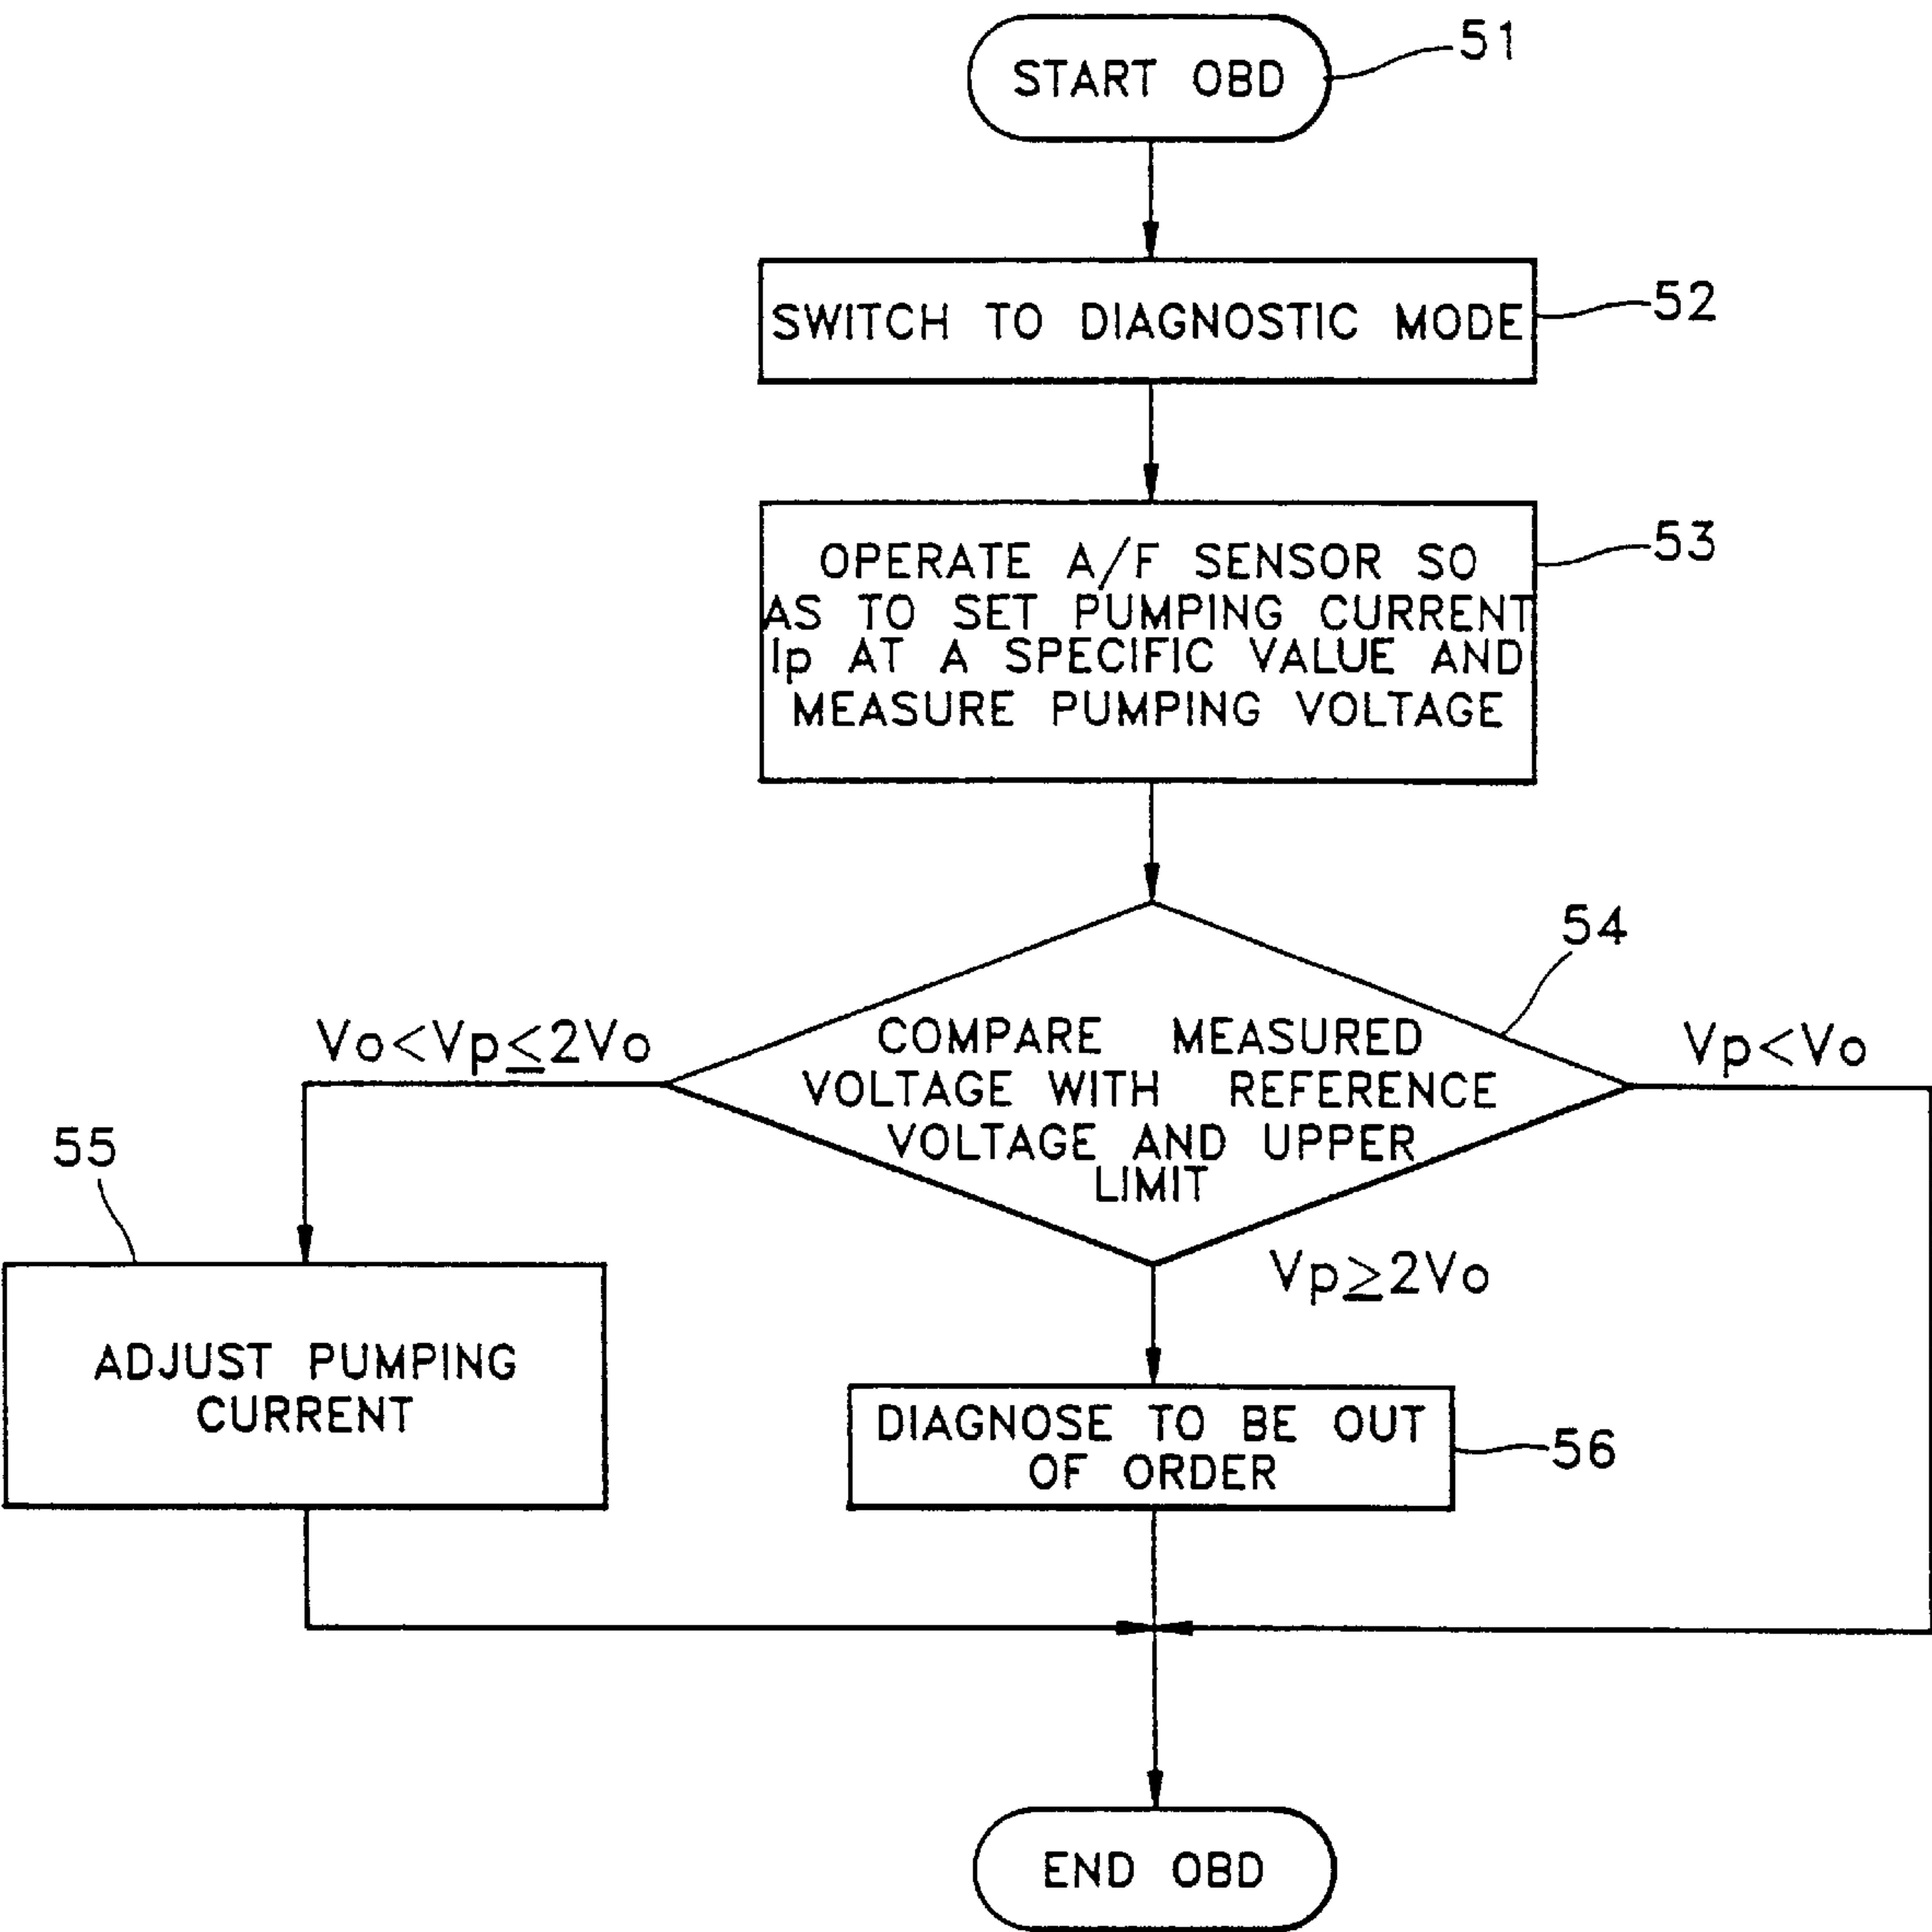 START OBD
51
SWITCH TO DIAGNOSTIC MODE
52
OPERATE A/F SENSOR SO
AS TO SET PUMPING CURRENT
Ip AT A SPECIFIC VALUE AND
MEASURE PUMPING VOLTAGE
53
54
COMPARE MEASURED
VOLTAGE WITH REFERENCE
VOLTAGE AND UPPER
LIMIT
Vo<Vp≤2Vo
Vp<Vo
Vp≥2Vo
55
ADJUST PUMPING
CURRENT
DIAGNOSE TO BE OUT
OF ORDER
56
END OBD